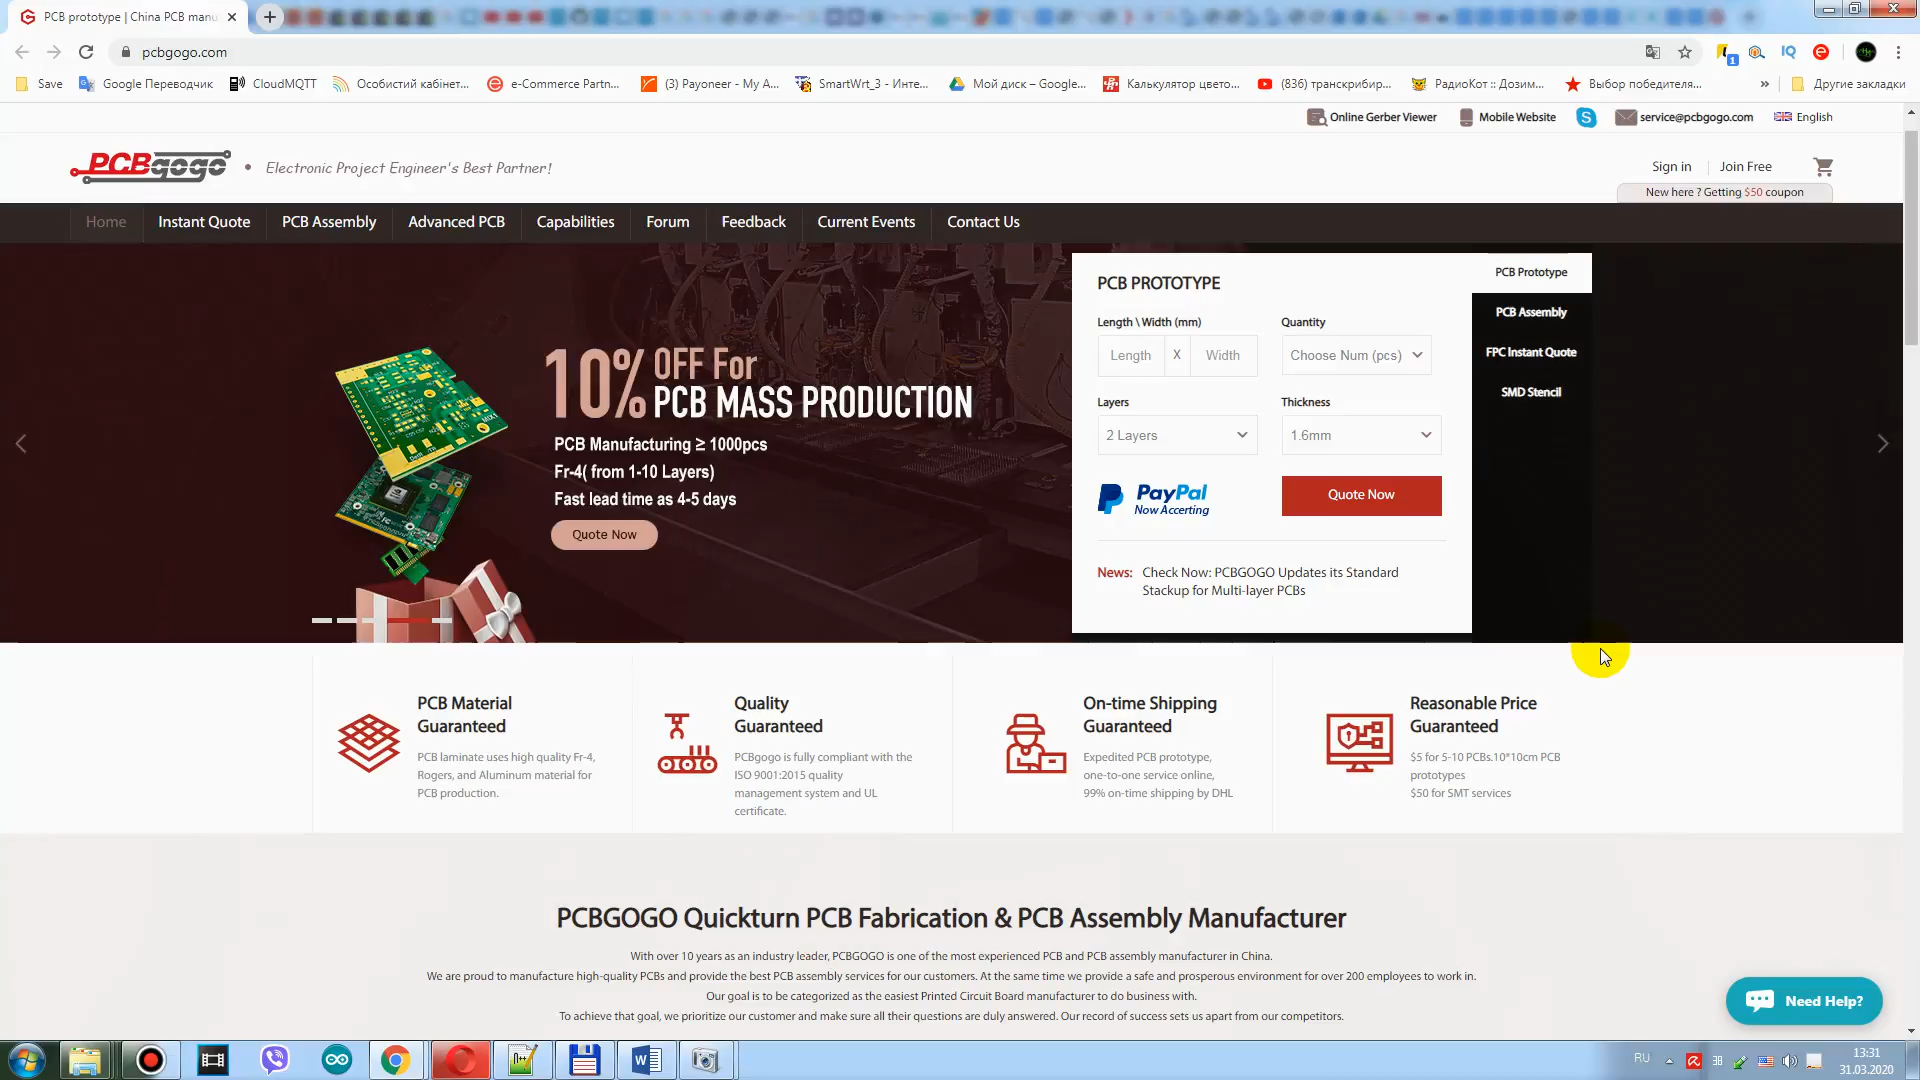 PCB prototype | China PCB manu
pcbgogo.com
Save
Google Переводчик
CloudMQTT
Особистий кабінет...
e-Commerce Partn...
(3) Payoneer - My A...
SmartWrt_3 - Инте...
Мой диск – Google...
Калькулятор цвето...
(836) транскрибир...
РадиоКот :: Дозим...
Выбор победителя...
»
Другие закладки
Online Gerber Viewer
Mobile Website
service@pcbgogo.com
English
PCBgogo
• Electronic Project Engineer's Best Partner!
Sign in
Join Free
New here ? Getting $50 coupon
Home
Instant Quote
PCB Assembly
Advanced PCB
Capabilities
Forum
Feedback
Current Events
Contact Us
10% OFF For
PCB MASS PRODUCTION
PCB Manufacturing ≥ 1000pcs
Fr-4( from 1-10 Layers)
Fast lead time as 4-5 days
Quote Now
PCB PROTOTYPE
Length \ Width (mm)
Quantity
Length X Width
Choose Num (pcs)
Layers
Thickness
2 Layers
1.6mm
PayPal
Now Accerting
Quote Now
News: Check Now: PCBGOGO Updates its Standard
Stackup for Multi-layer PCBs
PCB Prototype
PCB Assembly
FPC Instant Quote
SMD Stencil
PCB Material
Guaranteed
PCB laminate uses high quality Fr-4,
Rogers, and Aluminum material for
PCB production.
Quality
Guaranteed
PCBgogo is fully compliant with the
ISO 9001:2015 quality
management system and UL
certificate.
On-time Shipping
Guaranteed
Expedited PCB prototype,
one-to-one service online,
99% on-time shipping by DHL
Reasonable Price
Guaranteed
$5 for 5-10 PCBs.10*10cm PCB
prototypes
$50 for SMT services
PCBGOGO Quickturn PCB Fabrication & PCB Assembly Manufacturer
With over 10 years as an industry leader, PCBGOGO is one of the most experienced PCB and PCB assembly manufacturer in China.
We are proud to manufacture high-quality PCBs and provide the best PCB assembly services for our customers. At the same time we provide a safe and prosperous environment for over 200 employees to work in.
Our goal is to be categorized as the easiest Printed Circuit Board manufacturer to do business with.
To achieve that goal, we prioritize our customer and make sure all their questions are duly answered. Our record of success sets us apart from our competitors.
Need Help?
RU
38
13:31
31.03.2020